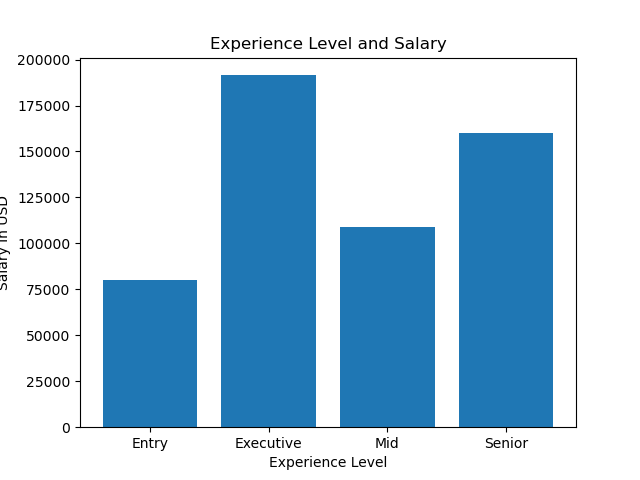 Experience Level and Salary
Salary in USD
200000
175000
150000
125000
100000
75000
50000
25000
0
Entry Executive Mid Senior
Experience Level